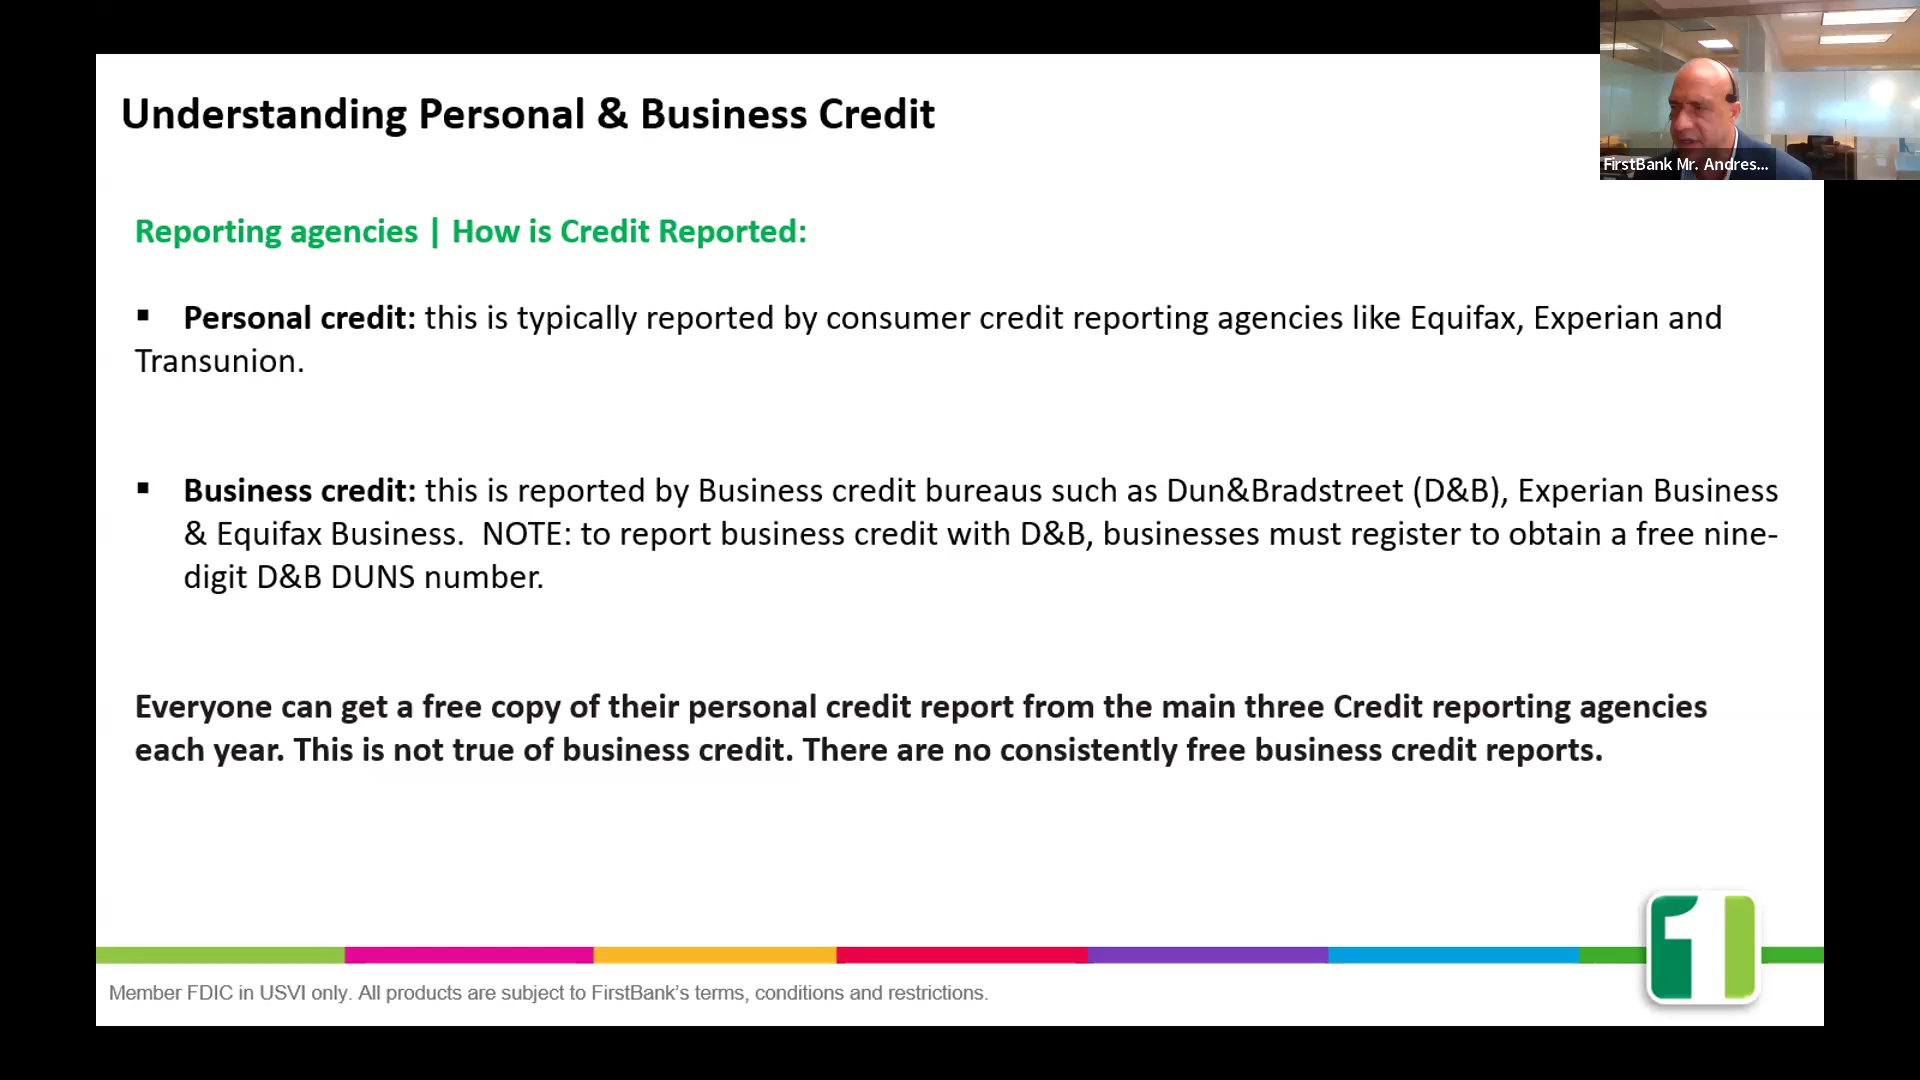 Understanding Personal & Business Credit
FirstBank Mr. Andres...
Reporting agencies | How is Credit Reported:
▪ Personal credit: this is typically reported by consumer credit reporting agencies like Equifax, Experian and
Transunion.
▪ Business credit: this is reported by Business credit bureaus such as Dun&Bradstreet (D&B), Experian Business
& Equifax Business.  NOTE: to report business credit with D&B, businesses must register to obtain a free nine-
digit D&B DUNS number.
Everyone can get a free copy of their personal credit report from the main three Credit reporting agencies
each year. This is not true of business credit. There are no consistently free business credit reports.
1
Member FDIC in USVI only. All products are subject to FirstBank’s terms, conditions and restrictions.